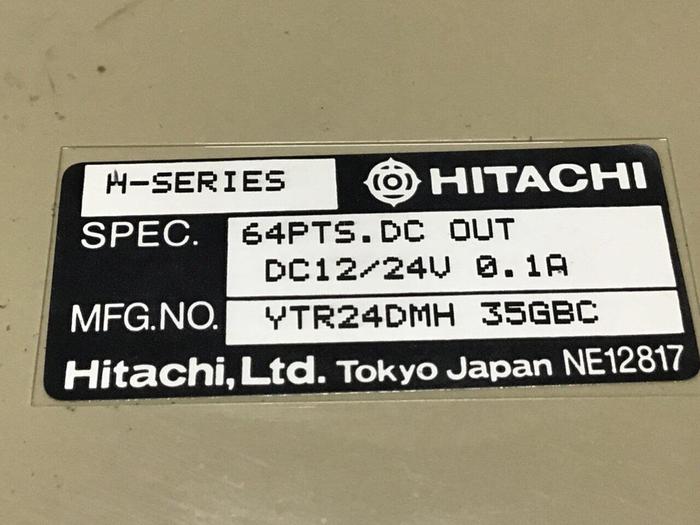 H-SERIES HITACHI
SPEC. 64PTS.DC OUT
DC12/24V 0.1A
MFG.NO. YTR24DMH 35GBC
Hitachi, Ltd. Tokyo Japan NE12817